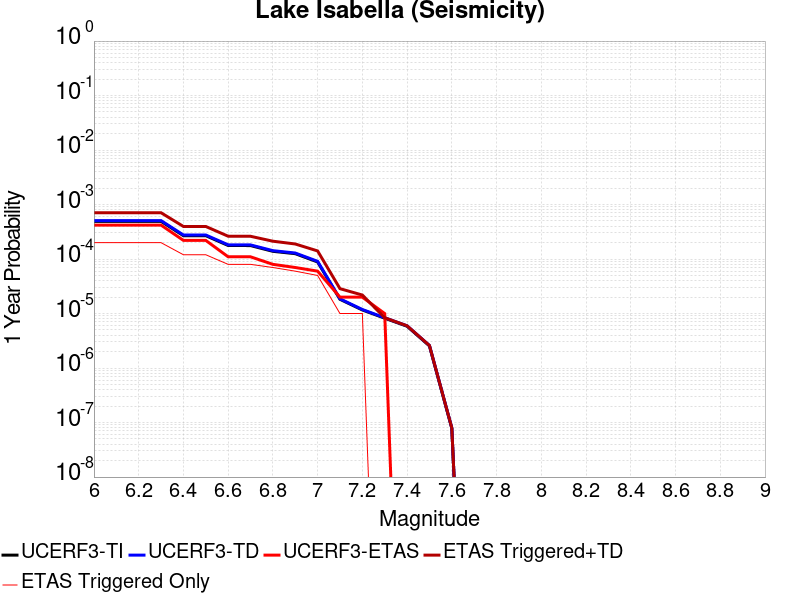 Lake Isabella (Seismicity)
10^0
10^-1
10^-2
10^-3
10^-4
10^-5
10^-6
10^-7
10^-8
1 Year Probability
6 6.2 6.4 6.6 6.8 7 7.2 7.4 7.6 7.8 8 8.2 8.4 8.6 8.8 9
Magnitude
UCERF3-TI UCERF3-TD UCERF3-ETAS ETAS Triggered+TD
ETAS Triggered Only